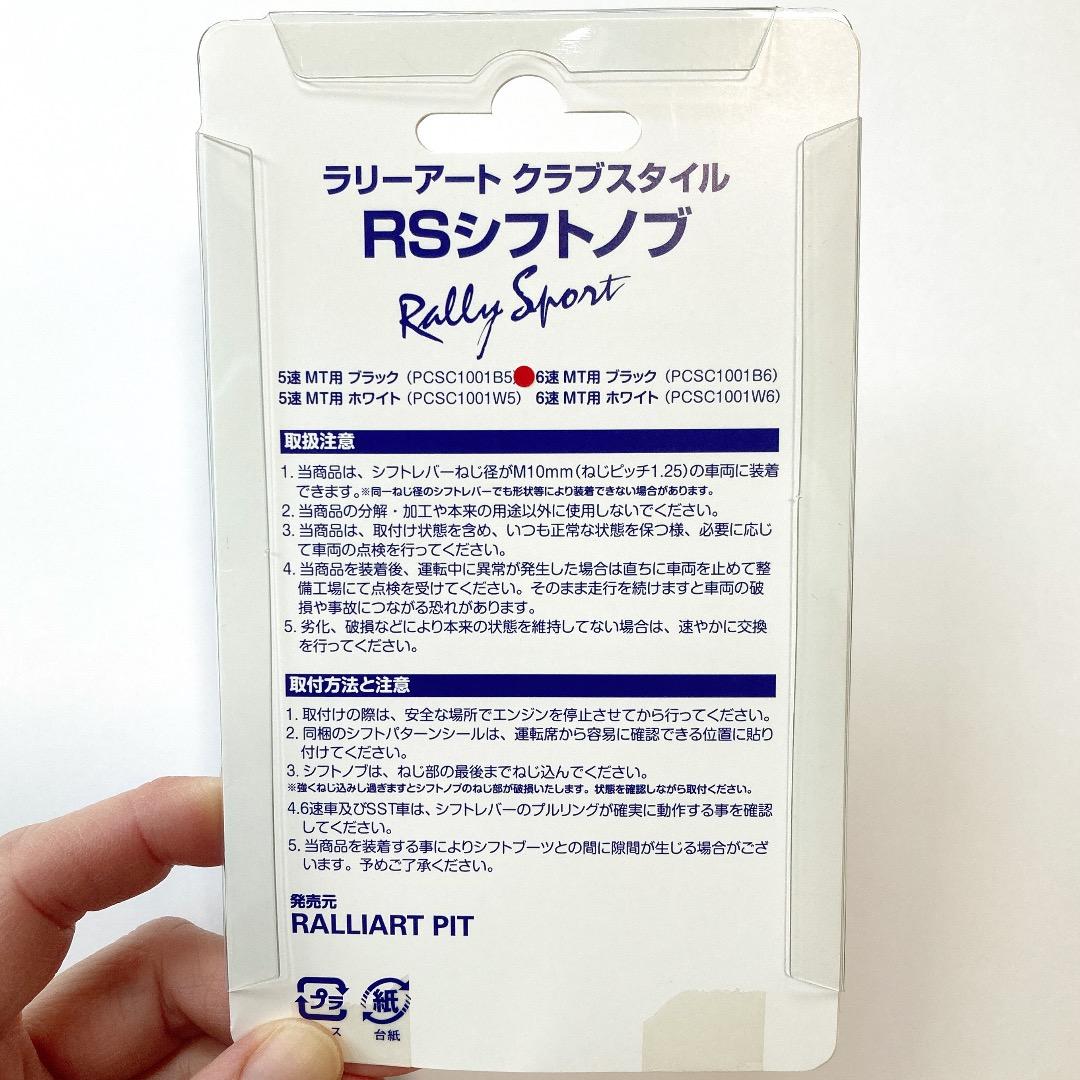 ラリーアート クラブスタイル
RSシフトノブ
Rally Sport
5速 MT用 ブラック（PCSC1001B5 6速 MT用 ブラック（PCSC1001B6）
5速 MT用 ホワイト（PCSC1001W5） 6速 MT用 ホワイト（PCSC1001W6）
取扱注意
1. 当商品は、シフトレバーねじ径がM10mm（ねじピッチ1.25）の車両に装着
できます。※同一ねじ径のシフトレバーでも形状等により装着できない場合があります。
2. 当商品の分解・加工や本来の用途以外に使用しないでください。
3. 当商品は、取付け状態を含め、いつも正常な状態を保つ様、必要に応じ
て車両の点検を行ってください。
4. 当商品を装着後、運転中に異常が発生した場合は直ちに車両を止めて整
備工場にて点検を受けてください。そのまま走行を続けますと車両の破
損や事故につながる恐れがあります。
5. 劣化、破損などにより本来の状態を維持してない場合は、速やかに交換
を行ってください。
取付方法と注意
1. 取付けの際は、安全な場所でエンジンを停止させてから行ってください。
2. 同梱のシフトパターンシールは、運転席から容易に確認できる位置に貼り
付けてください。
3. シフトノブは、ねじ部の最後までねじ込んでください。
※強くねじ込みし過ぎますとシフトノブのねじ部が破損いたします。状態を確認しながら取付ください。
4.6速車及びSST車は、シフトレバーのプルリングが確実に動作する事を確認
してください。
5. 当商品を装着する事によりシフトブーツとの間に隙間が生じる場合がござ
います。予めご了承ください。
発売元
RALLIART PIT
プラ 紙
ス 台紙